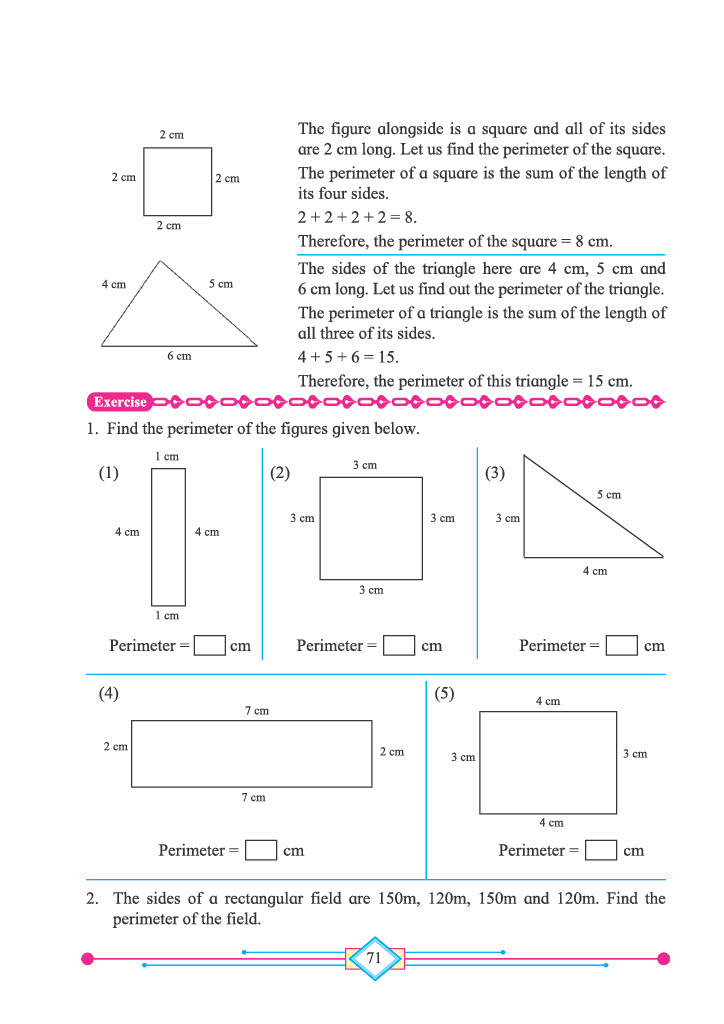 2 cm
2 cm
2 cm
2 cm
The figure alongside is a square and all of its sides
are 2 cm long. Let us find the perimeter of the square.
The perimeter of a square is the sum of the length of
its four sides.
2 + 2 + 2 + 2 = 8.
Therefore, the perimeter of the square = 8 cm.
4 cm
5 cm
6 cm
The sides of the triangle here are 4 cm, 5 cm and
6 cm long. Let us find out the perimeter of the triangle.
The perimeter of a triangle is the sum of the length of
all three of its sides.
4 + 5 + 6 = 15.
Therefore, the perimeter of this triangle = 15 cm.
Exercise
1. Find the perimeter of the figures given below.
(1)
1 cm
4 cm
4 cm
1 cm
Perimeter = cm
(2)
3 cm
3 cm
3 cm
3 cm
Perimeter = cm
(3)
3 cm
5 cm
4 cm
Perimeter = cm
(4)
7 cm
2 cm
2 cm
7 cm
Perimeter = cm
(5)
4 cm
3 cm
3 cm
4 cm
Perimeter = cm
2. The sides of a rectangular field are 150m, 120m, 150m and 120m. Find the
perimeter of the field.
71